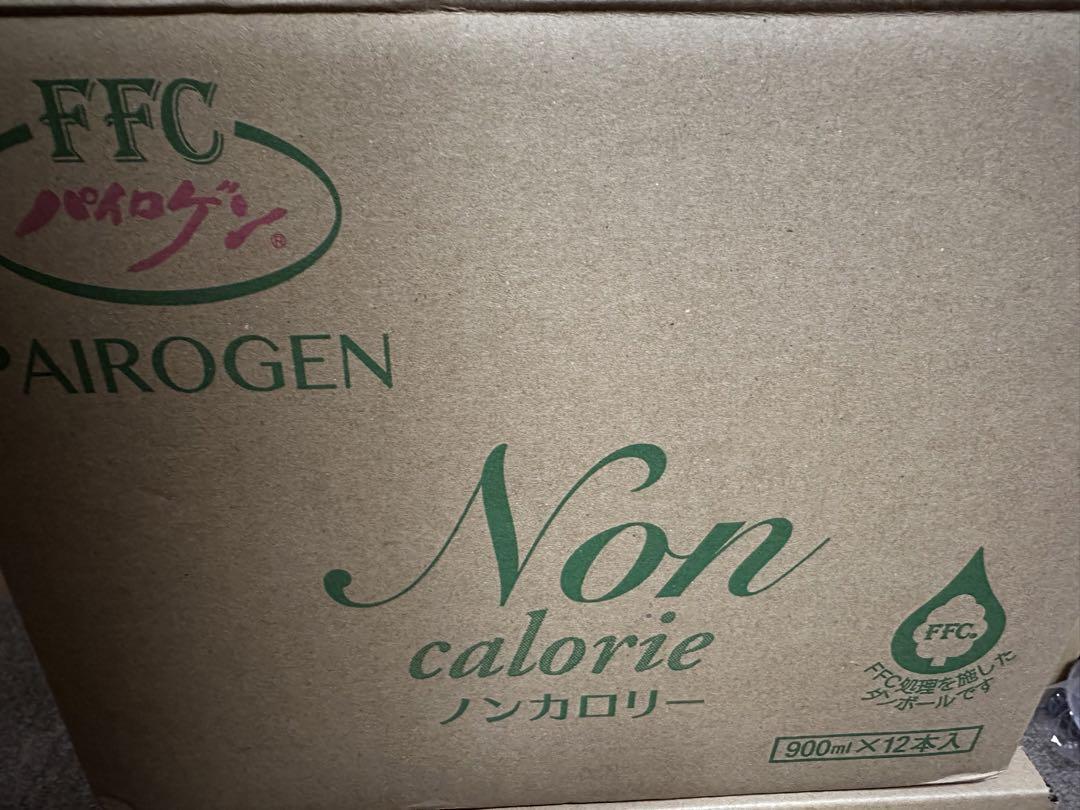 FFC
パイロゲン®
PAIROGEN
Non
calorie
ノンカロリー
FFC®
FFC処理を施した
ダンボールです
900ml×12本入